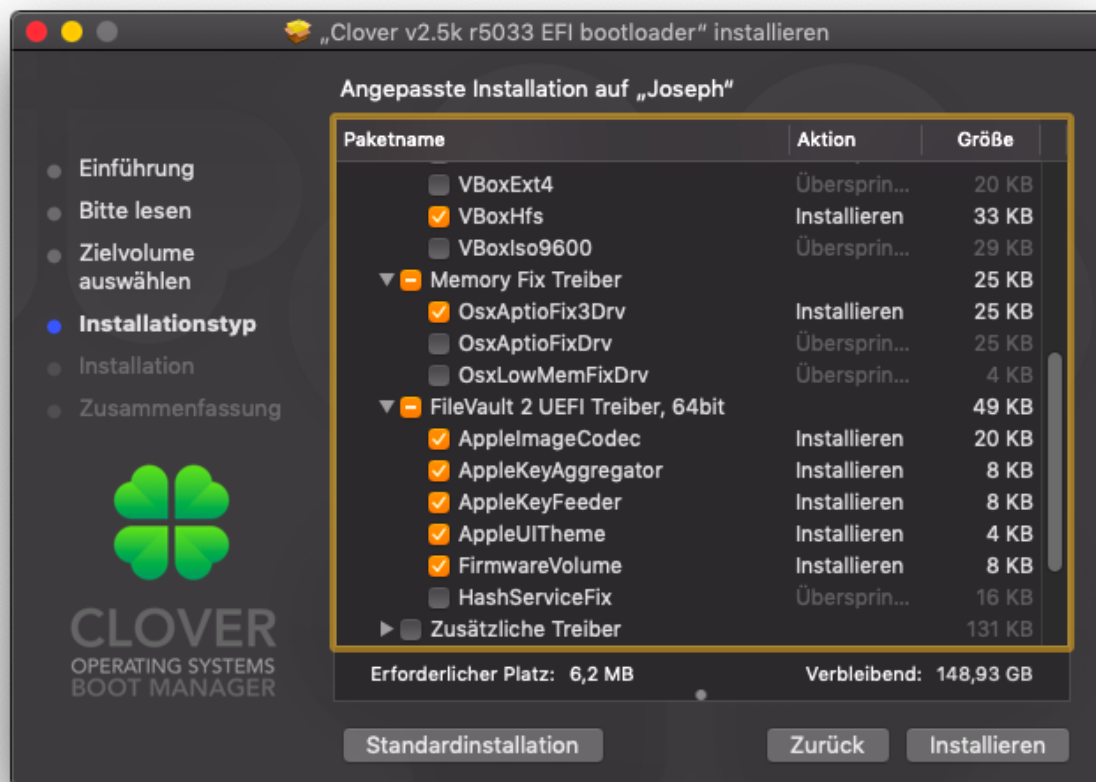 „Clover v2.5k r5033 EFI bootloader“ installieren
Angepasste Installation auf „Joseph“
Einführung
Bitte lesen
Zielvolume
auswählen
Installationstyp
Installation
Zusammenfassung
CLOVER
OPERATING SYSTEMS
BOOT MANAGER
Paketname Aktion Größe
VBoxExt4 Übersprin... 20 KB
VBoxHfs Installieren 33 KB
VBoxIso9600 Übersprin... 29 KB
Memory Fix Treiber 25 KB
OsxAptioFix3Drv Installieren 25 KB
OsxAptioFixDrv Übersprin... 25 KB
OsxLowMemFixDrv Übersprin... 4 KB
FileVault 2 UEFI Treiber, 64bit 49 KB
AppleImageCodec Installieren 20 KB
AppleKeyAggregator Installieren 8 KB
AppleKeyFeeder Installieren 8 KB
AppleUITheme Installieren 4 KB
FirmwareVolume Installieren 8 KB
HashServiceFix Übersprin... 16 KB
Zusätzliche Treiber 131 KB
Erforderlicher Platz: 6,2 MB Verbleibend: 148,93 GB
Standardinstallation Zurück Installieren